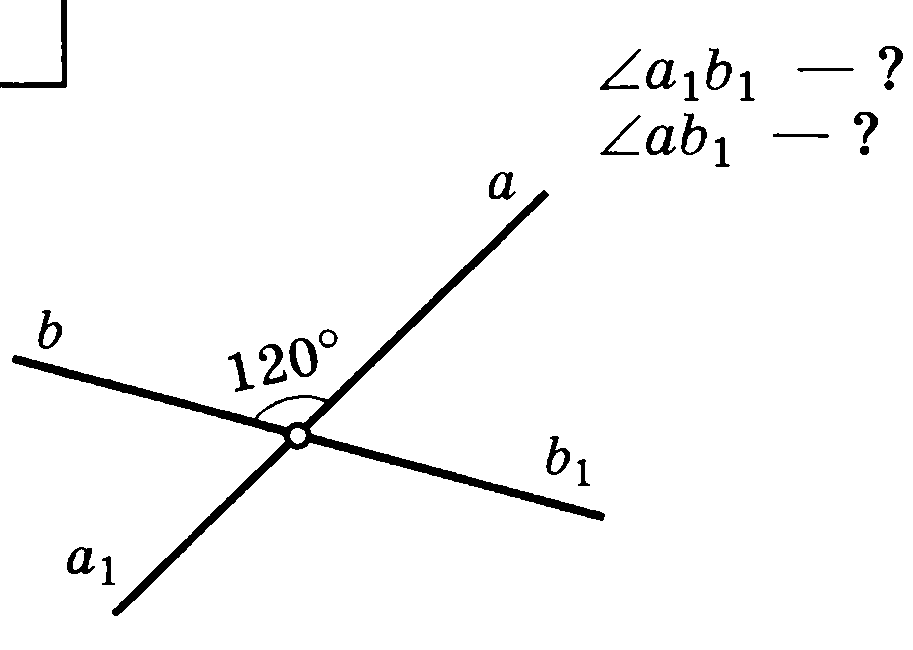 ∠a₁b₁ — ?
∠ab₁ — ?
a
b
120°
b₁
a₁